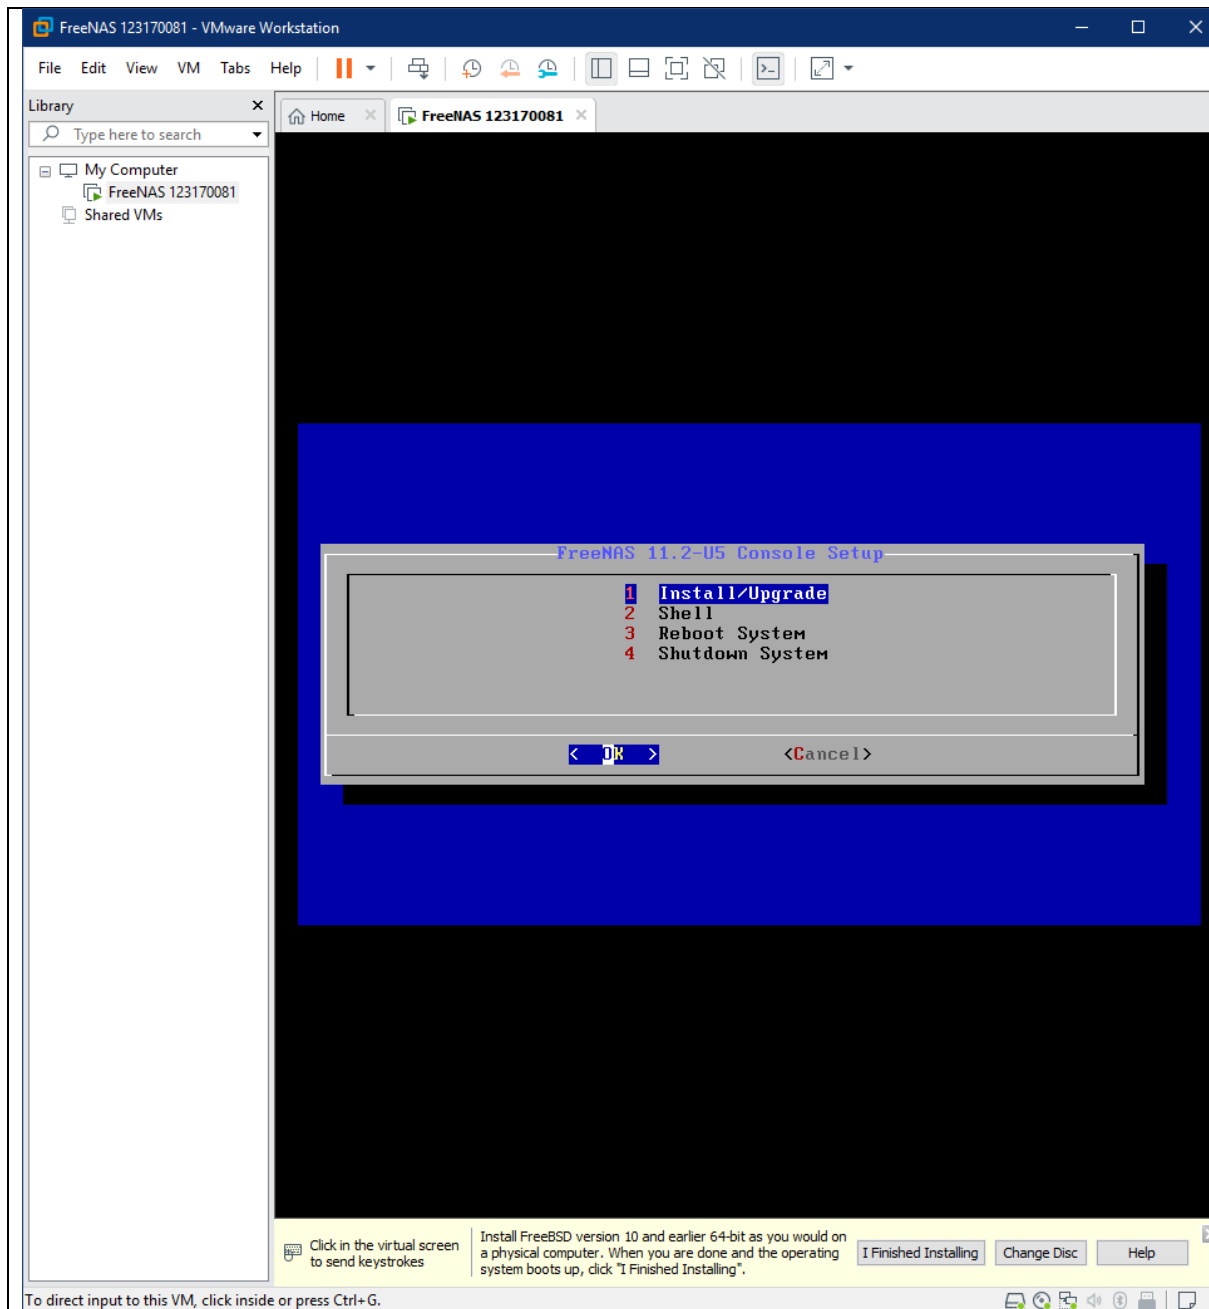 FreeNAS 123170081 - VMware Workstation
File Edit View VM Tabs Help
Library
Type here to search
My Computer
FreeNAS 123170081
Shared VMs
Home
FreeNAS 123170081
FreeNAS 11.2-U5 Console Setup
1 Install/Upgrade
2 Shell
3 Reboot System
4 Shutdown System
< OK > <Cancel>
Click in the virtual screen
to send keystrokes
Install FreeBSD version 10 and earlier 64-bit as you would on
a physical computer. When you are done and the operating
system boots up, click "I Finished Installing".
I Finished Installing
Change Disc
Help
To direct input to this VM, click inside or press Ctrl+G.